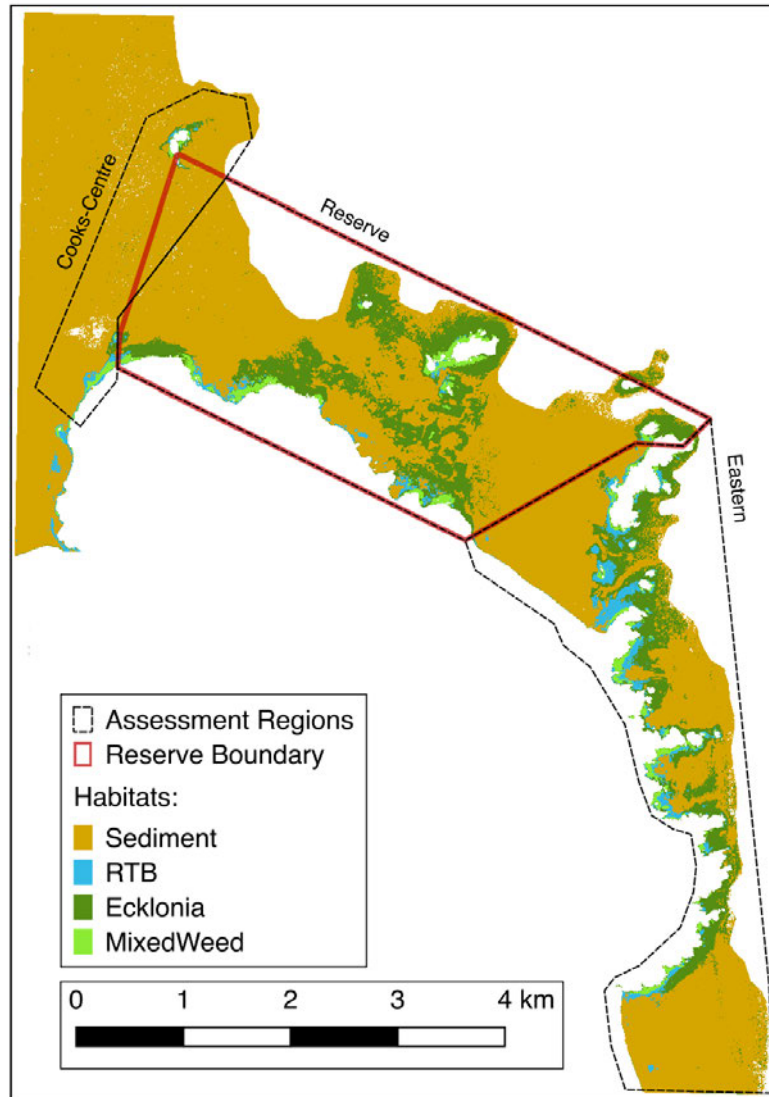 Cooks-Centre
Reserve
Eastern
Assessment Regions
Reserve Boundary
Habitats:
Sediment
RTB
Ecklonia
MixedWeed
0 1 2 3 4 km